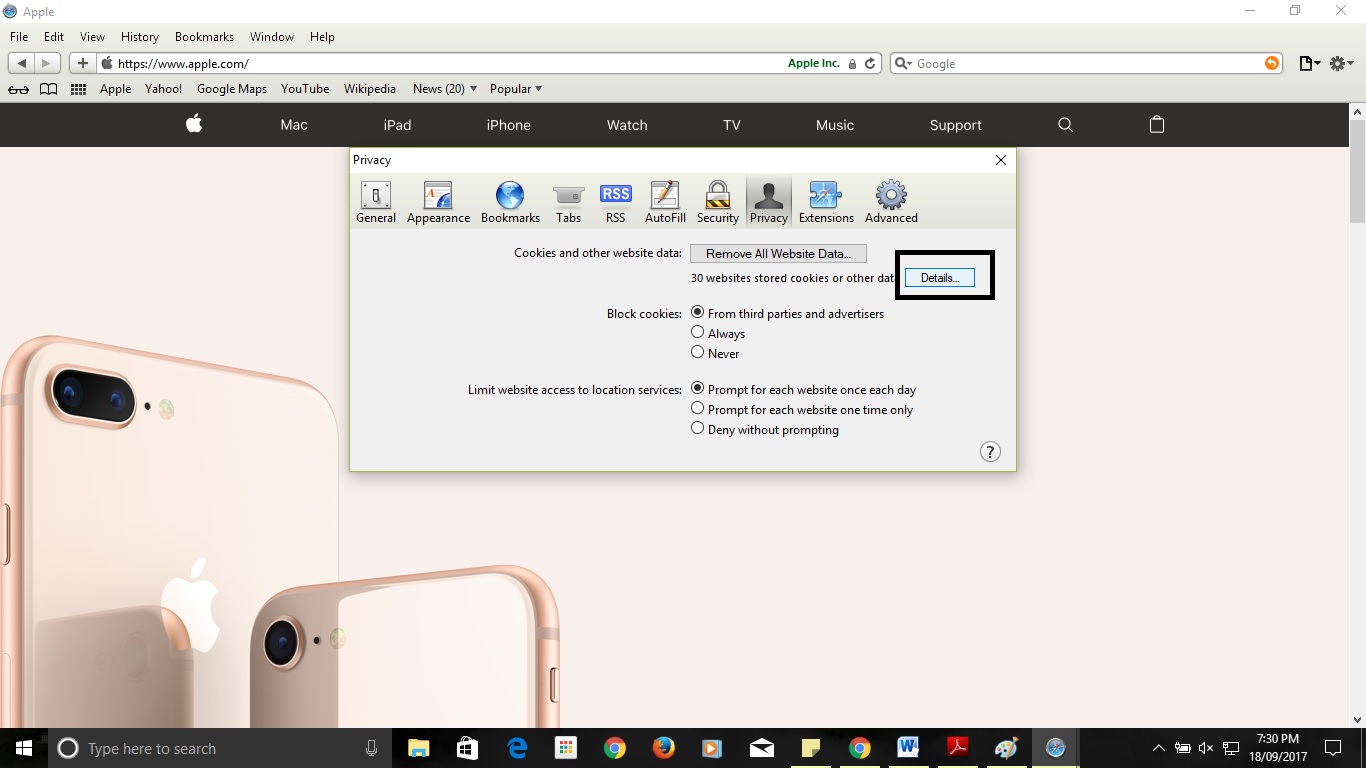 Apple
File Edit View History Bookmarks Window Help
https://www.apple.com/ Apple Inc. Google
Apple Yahoo! Google Maps YouTube Wikipedia News (20) Popular
Mac iPad iPhone Watch TV Music Support
Privacy
RSS
General Appearance Bookmarks Tabs RSS AutoFill Security Privacy Extensions Advanced
Cookies and other website data: Remove All Website Data...
30 websites stored cookies or other dat Details...
Block cookies: From third parties and advertisers
Always
Never
Limit website access to location services: Prompt for each website once each day
Prompt for each website one time only
Deny without prompting
?
Type here to search
7:30 PM
18/09/2017